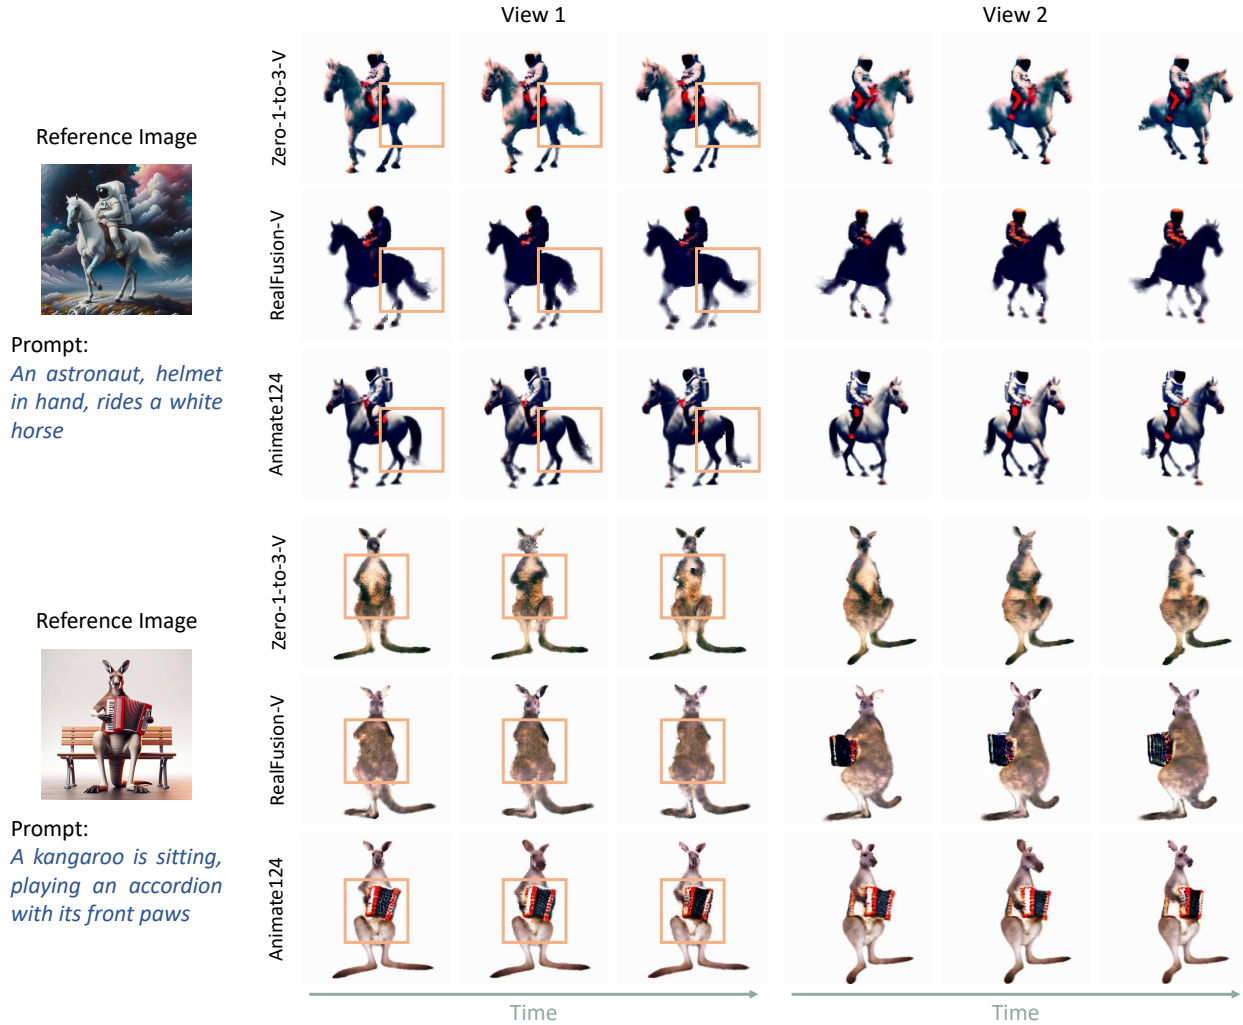 View 1
View 2
Zero-1-to-3-V
Reference Image
RealFusion-V
Prompt:
An astronaut, helmet
in hand, rides a white
horse
Animate124
Zero-1-to-3-V
Reference Image
RealFusion-V
Prompt:
A kangaroo is sitting,
playing an accordion
with its front paws
Animate124
Time
Time